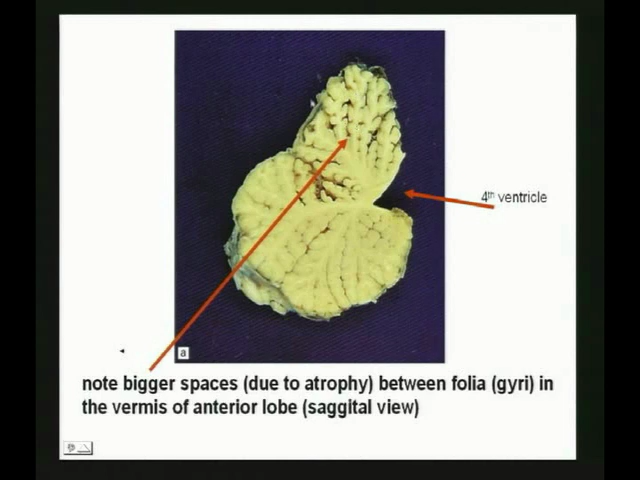 4th ventricle
a
note bigger spaces (due to atrophy) between folia (gyri) in
the vermis of anterior lobe (saggital view)